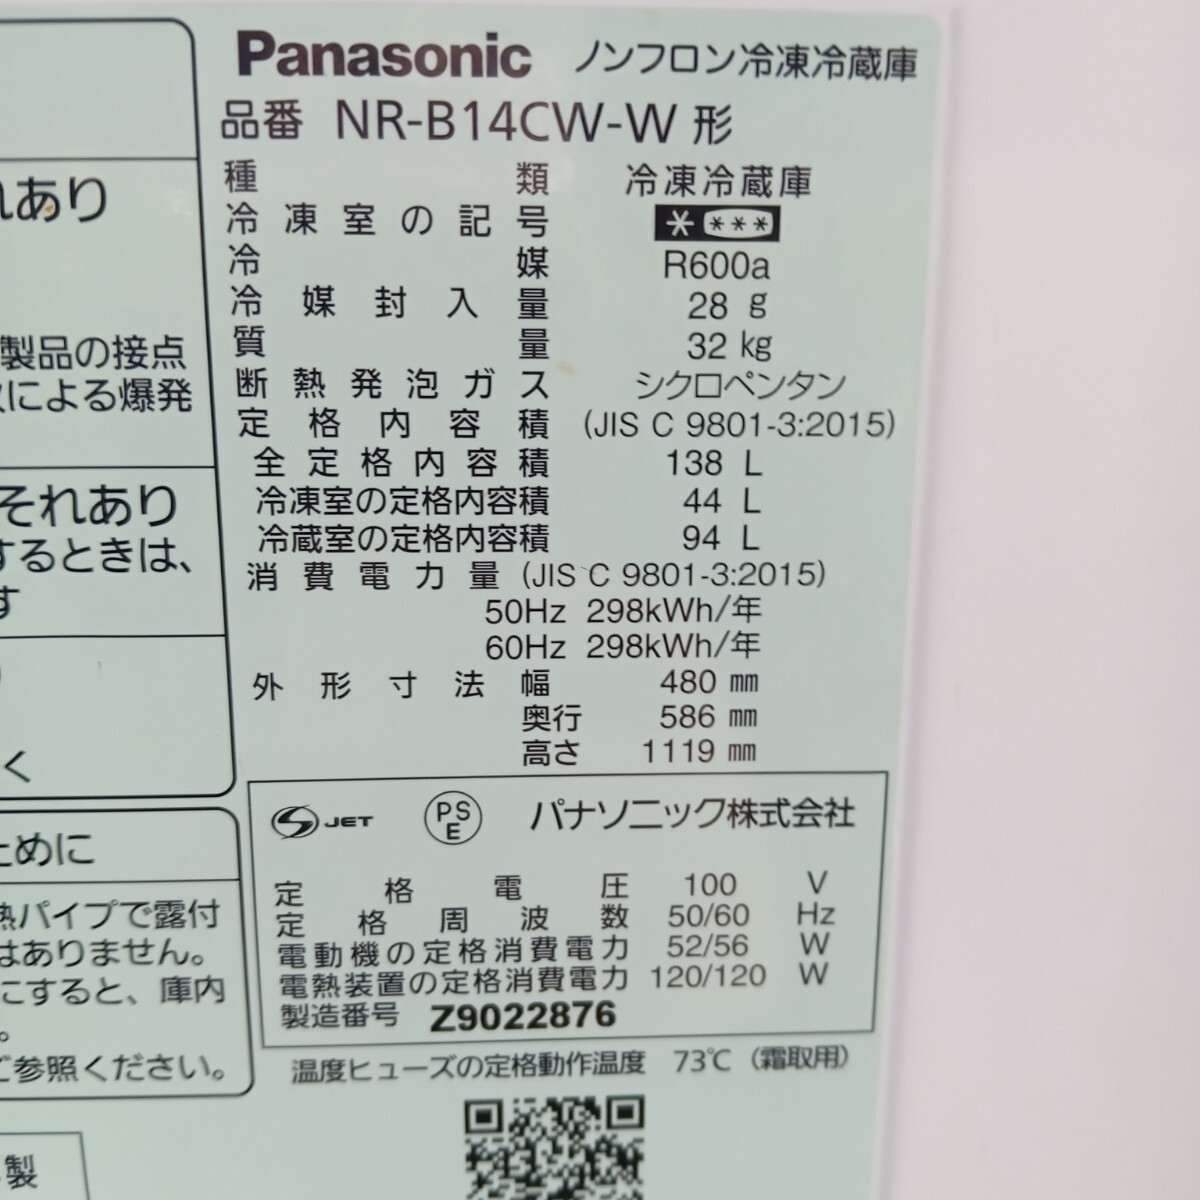 Panasonic ノンフロン冷凍冷蔵庫
品番 NR-B14CW-W 形
種類 冷凍冷蔵庫
冷凍室の記号 * ***
冷媒 R600a
冷媒封入量 28 g
質量 32 kg
断熱発泡ガス シクロペンタン
定格内容積 (JIS C 9801-3:2015)
全定格内容積 138 L
冷凍室の定格内容積 44 L
冷蔵室の定格内容積 94 L
消費電力量 (JIS C 9801-3:2015)
50Hz 298kWh/年
60Hz 298kWh/年
外形寸法 幅 480 mm
奥行 586 mm
高さ 1119 mm
JET PSE パナソニック株式会社
定格電圧 100 V
定格周波数 50/60 Hz
電動機の定格消費電力 52/56 W
電熱装置の定格消費電力 120/120 W
製造番号 Z9022876
温度ヒューズの定格動作温度 73℃ (霜取用)
れあり
製品の接点
による爆発
それあり
するときは、
す
く
ために
熱パイプで露付
はありません。
にすると、庫内
。
ご参照ください。
製